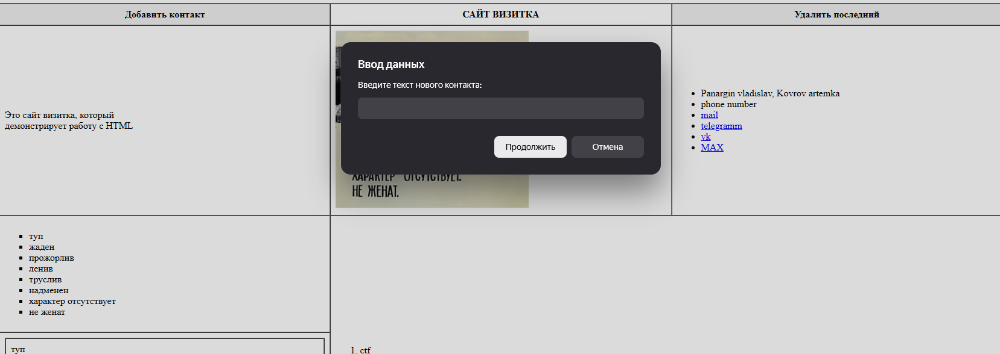 Добавить контакт
САЙТ ВИЗИТКА
Удалить последний
Это сайт визитка, который
демонстрирует работу с HTML
Ввод данных
Введите текст нового контакта:
Продолжить
Отмена
ХАРАКТЕР ОТСУТСТВУЕТ.
НЕ ЖЕНАТ.
Panargin vladislav, Kovrov artemka
phone number
mail
telegramm
vk
MAX
туп
жаден
прожорлив
ленив
труслив
надменен
характер отсутствует
не женат
туп
1. ctf